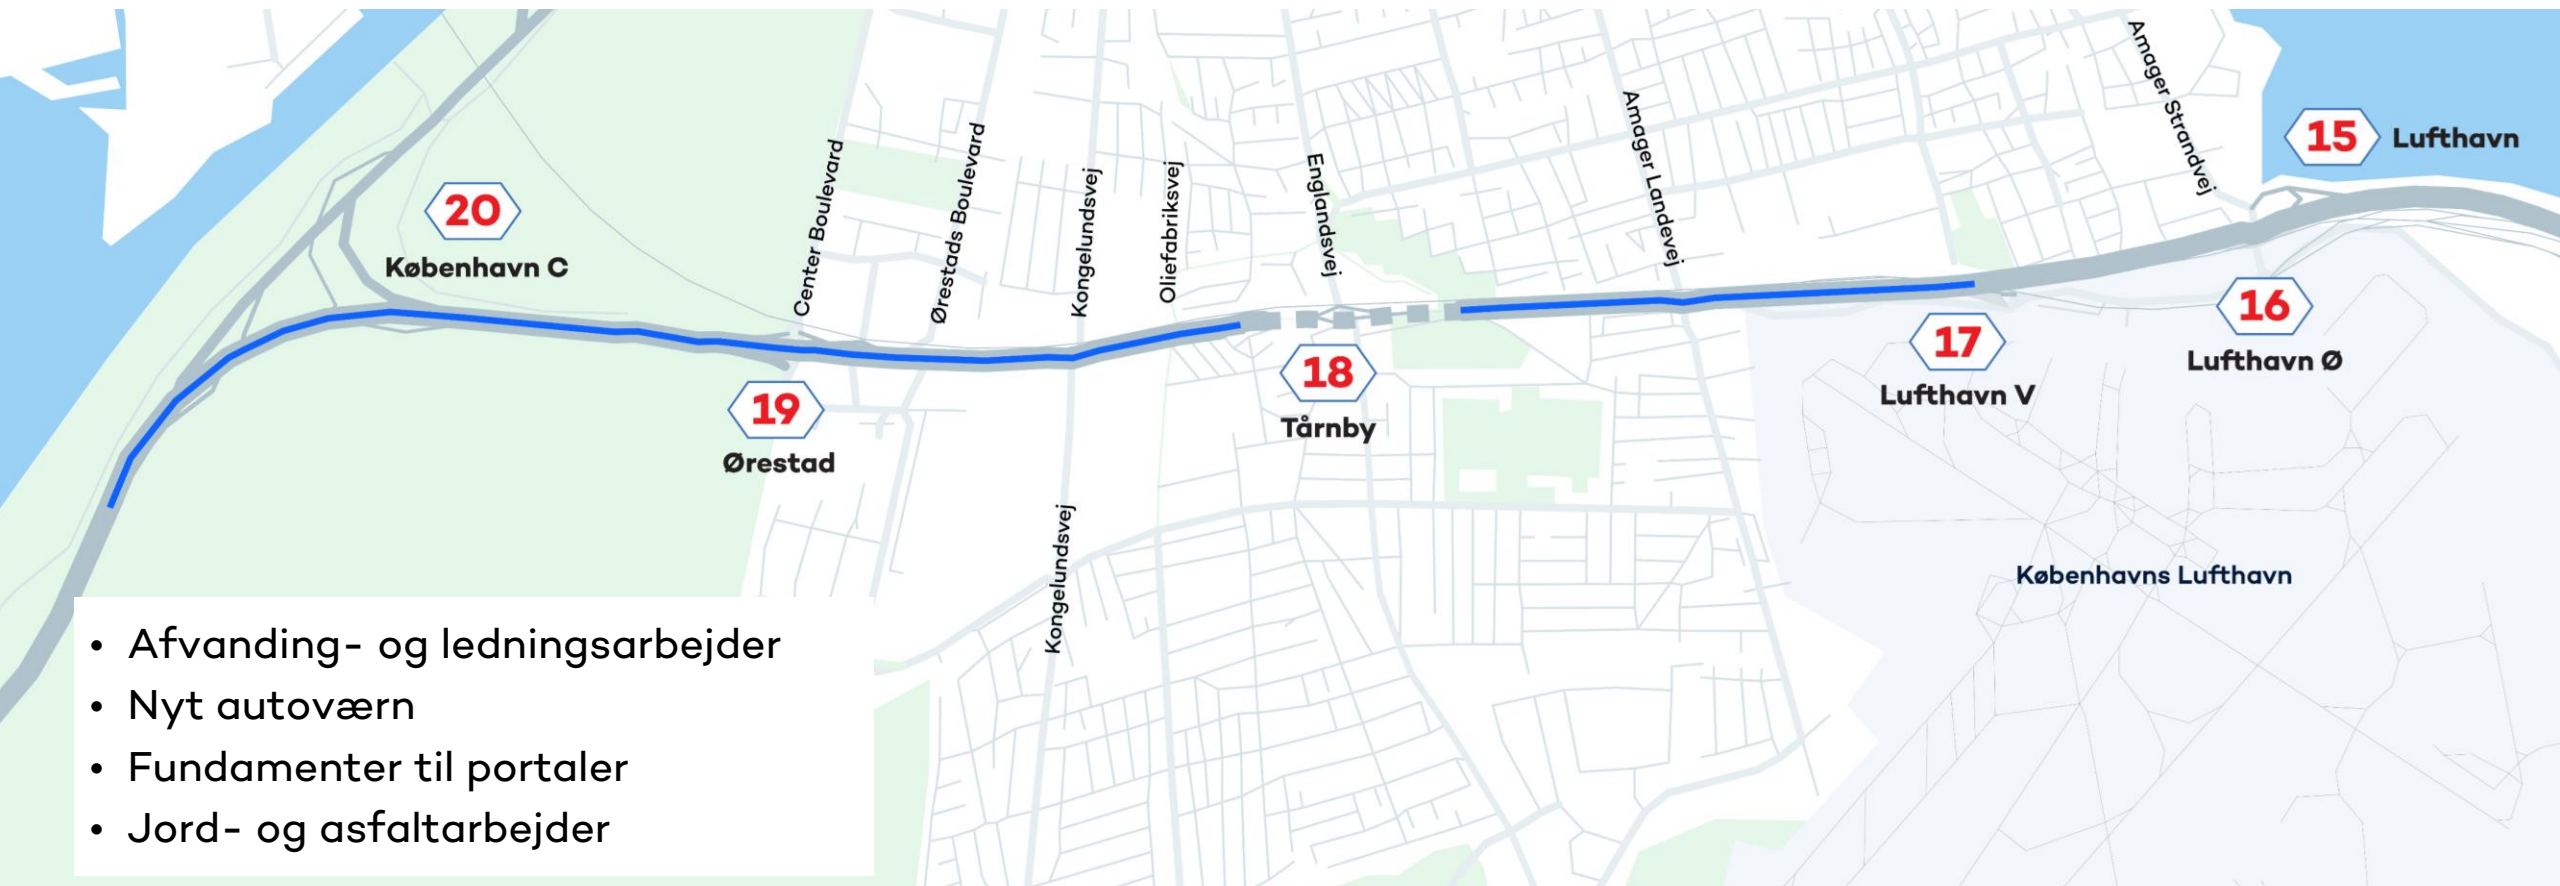 Amager Strandvej
15
Lufthavn
Amager Landevej
Center Boulevard
Ørestads Boulevard
Kongelundsvej
Oliefabriksvej
Englandsvej
20
København C
16
Lufthavn Ø
17
Lufthavn V
18
Tårnby
19
Ørestad
Kongelundsvej
Københavns Lufthavn
• Afvanding- og ledningsarbejder
• Nyt autoværn
• Fundamenter til portaler
• Jord- og asfaltarbejder